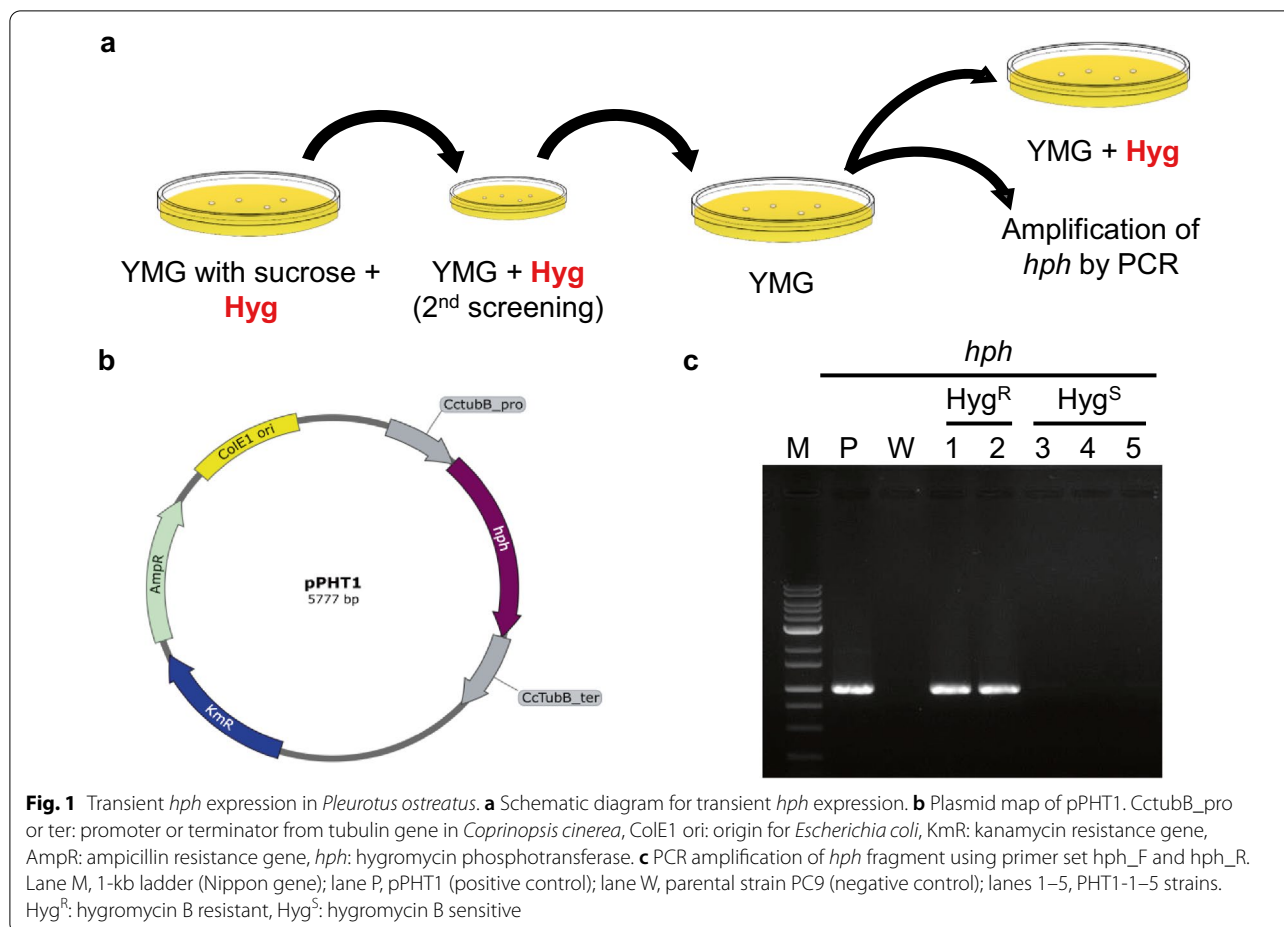 a
YMG with sucrose +
Hyg
YMG + Hyg
(2nd screening)
YMG
YMG + Hyg
Amplification of
hph by PCR
b
CctubB_pro
hph
CcTubB_ter
KmR
AmpR
ColE1 ori
pPHT1
5777 bp
c
hph
HygR HygS
M P W 1 2 3 4 5
Fig. 1 Transient hph expression in Pleurotus ostreatus. a Schematic diagram for transient hph expression. b Plasmid map of pPHT1. CctubB_pro
or ter: promoter or terminator from tubulin gene in Coprinopsis cinerea, ColE1 ori: origin for Escherichia coli, KmR: kanamycin resistance gene,
AmpR: ampicillin resistance gene, hph: hygromycin phosphotransferase. c PCR amplification of hph fragment using primer set hph_F and hph_R.
Lane M, 1-kb ladder (Nippon gene); lane P, pPHT1 (positive control); lane W, parental strain PC9 (negative control); lanes 1–5, PHT1-1–5 strains.
HygR: hygromycin B resistant, HygS: hygromycin B sensitive